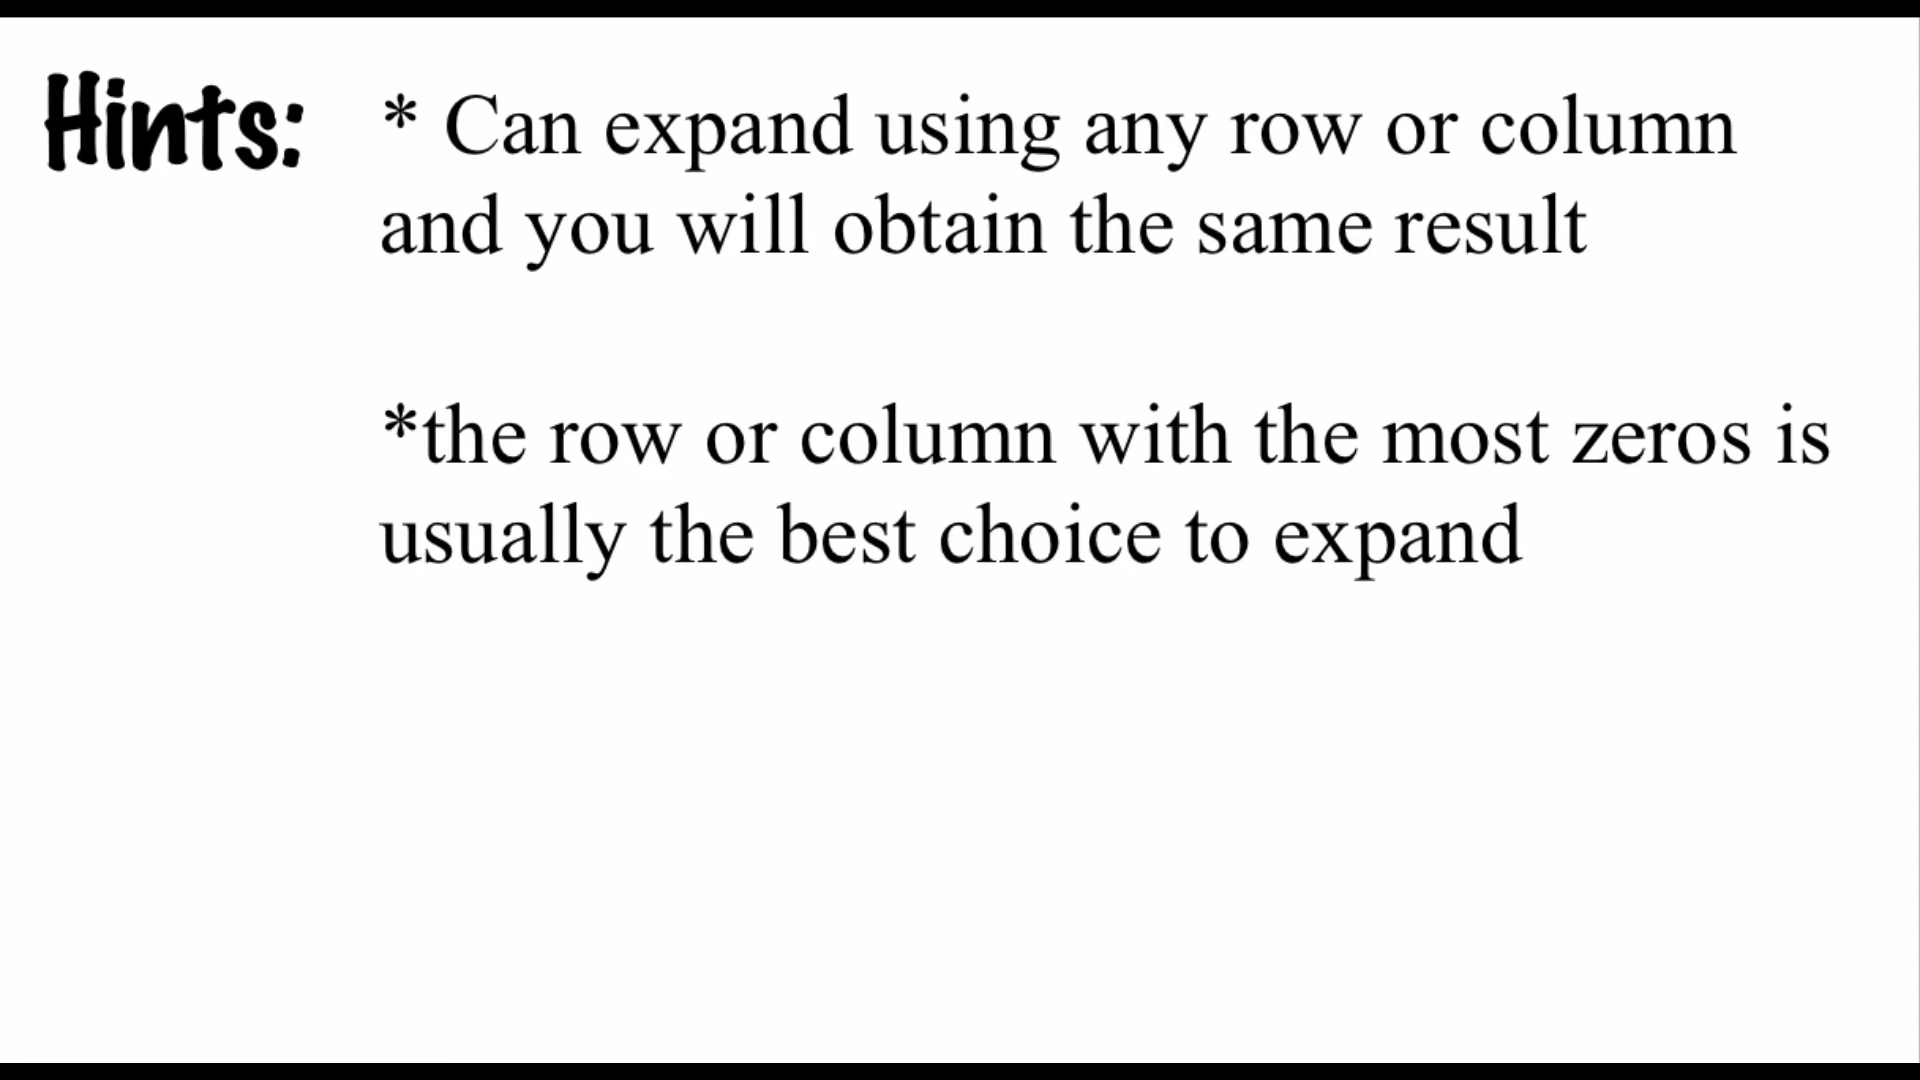 Hints: * Can expand using any row or column
and you will obtain the same result
*the row or column with the most zeros is
usually the best choice to expand